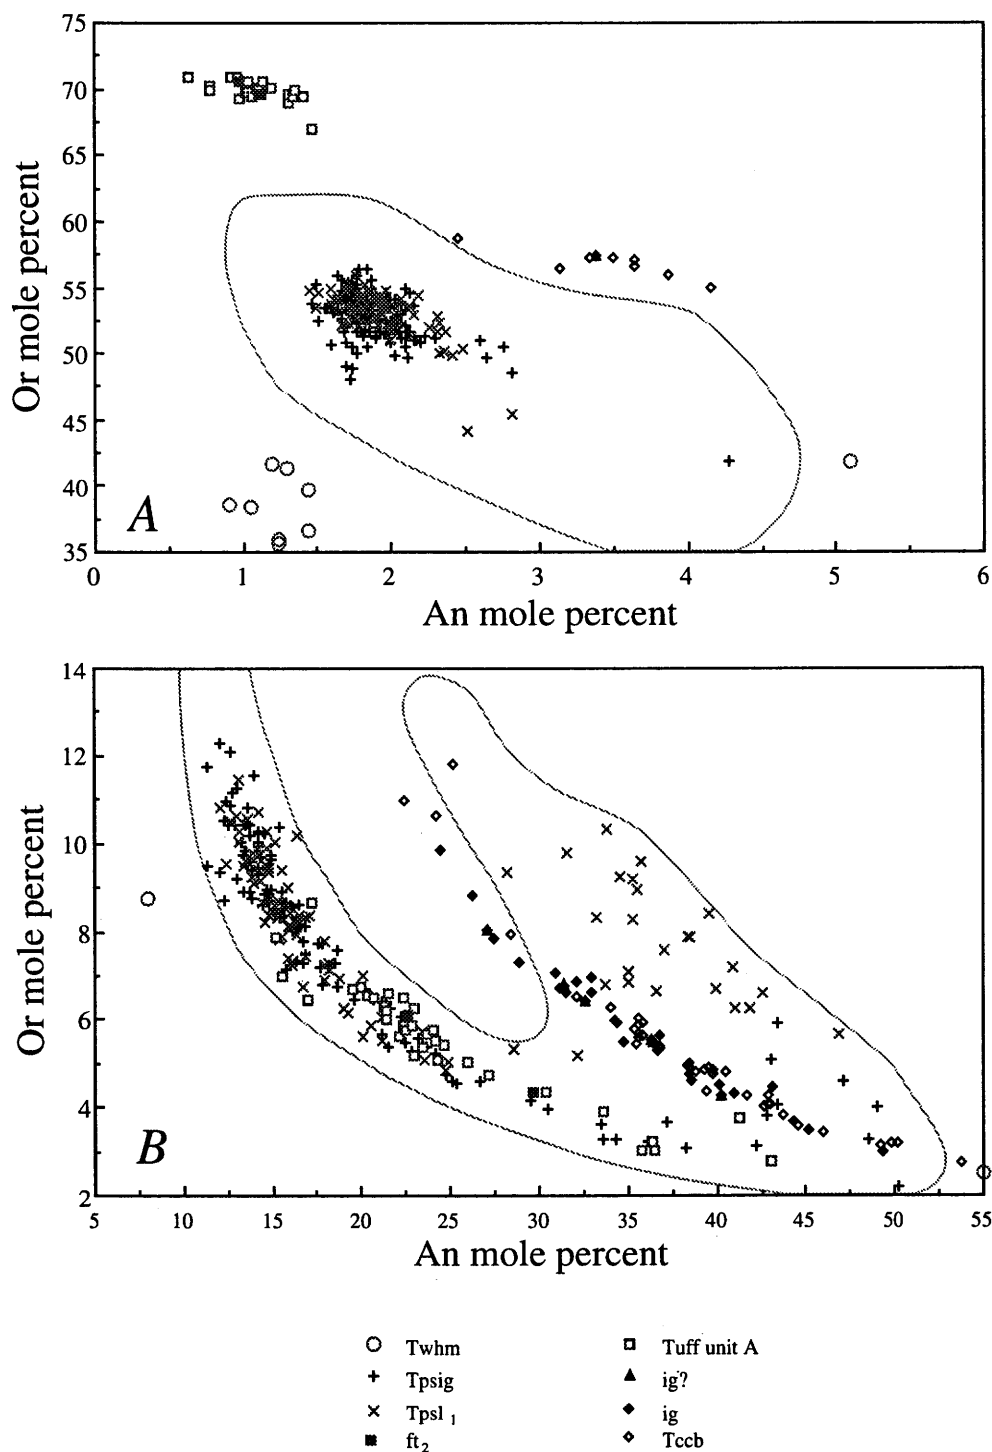 75
70
65
60
55
50
45
40
35
Or mole percent
A
0 1 2 3 4 5 6
An mole percent
14
12
10
8
6
4
2
Or mole percent
B
5 10 15 20 25 30 35 40 45 50 55
An mole percent
Twhm
Tpsig
Tpsl 1
ft2
Tuff unit A
ig?
ig
Tccb